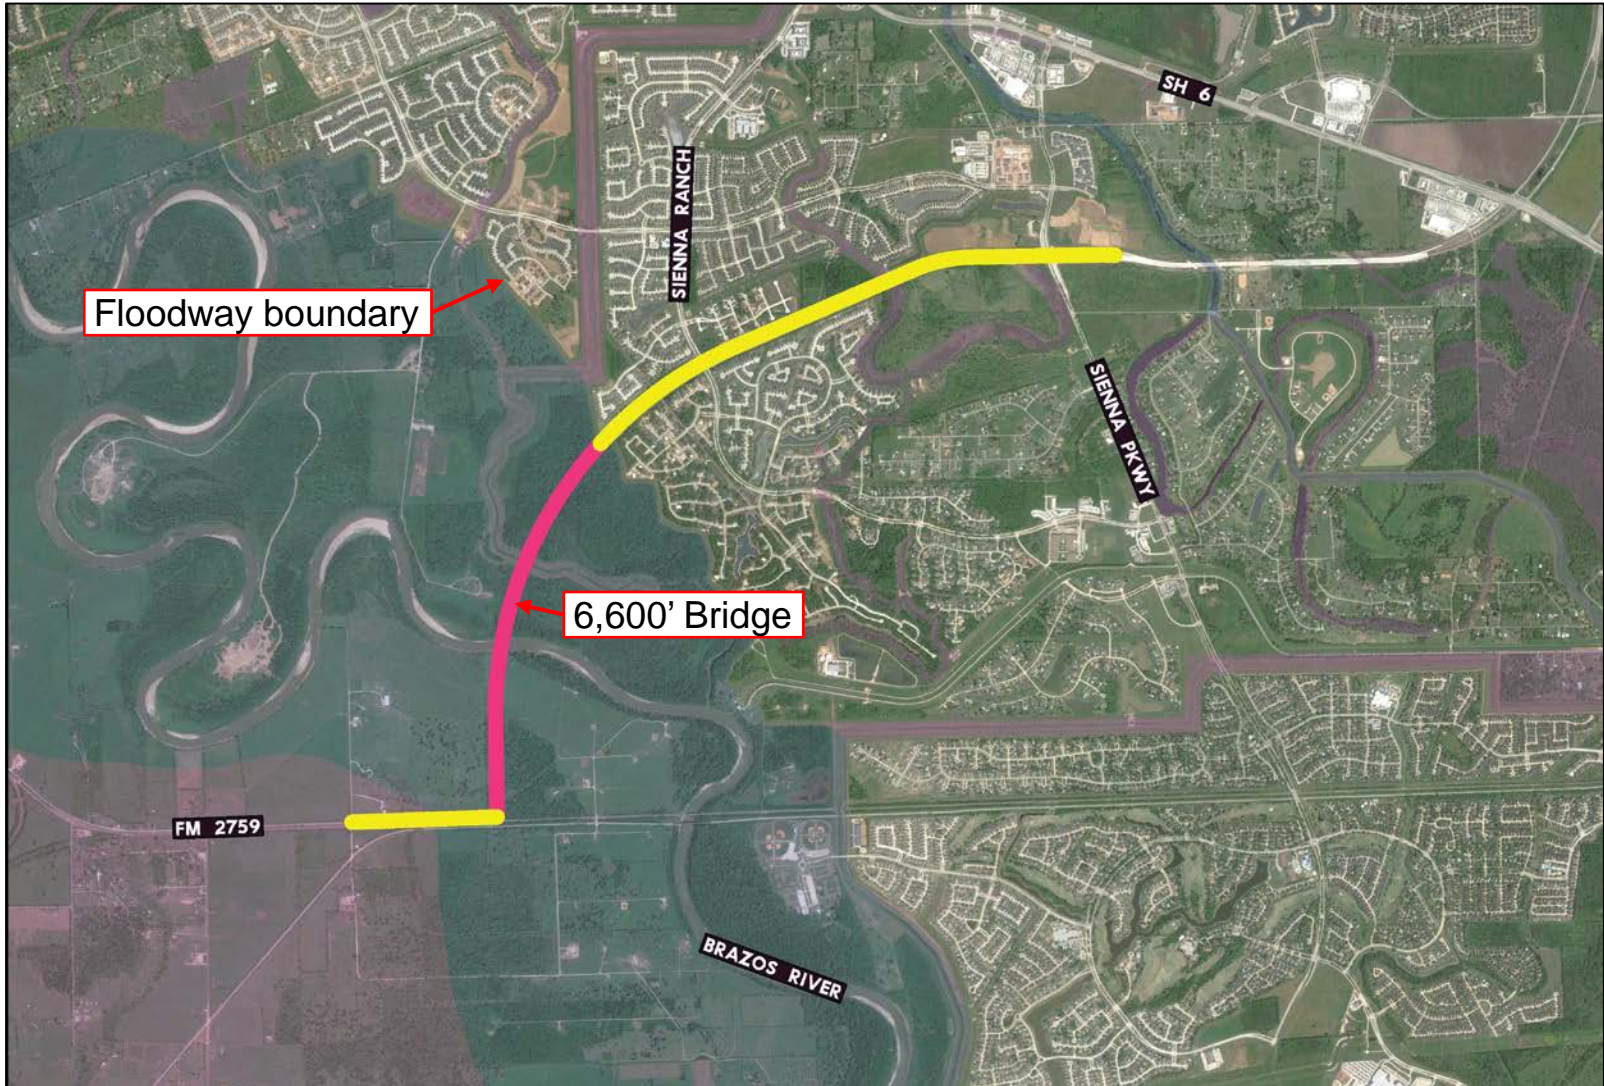 SH 6
SIENNA RANCH
Floodway boundary
SIENNA PKWY
6,600' Bridge
FM 2759
BRAZOS RIVER